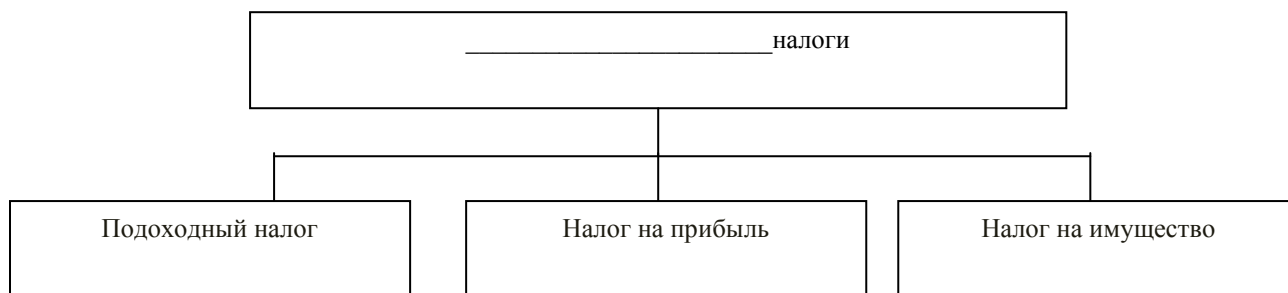 _______________________налоги
Подоходный налог
Налог на прибыль
Налог на имущество